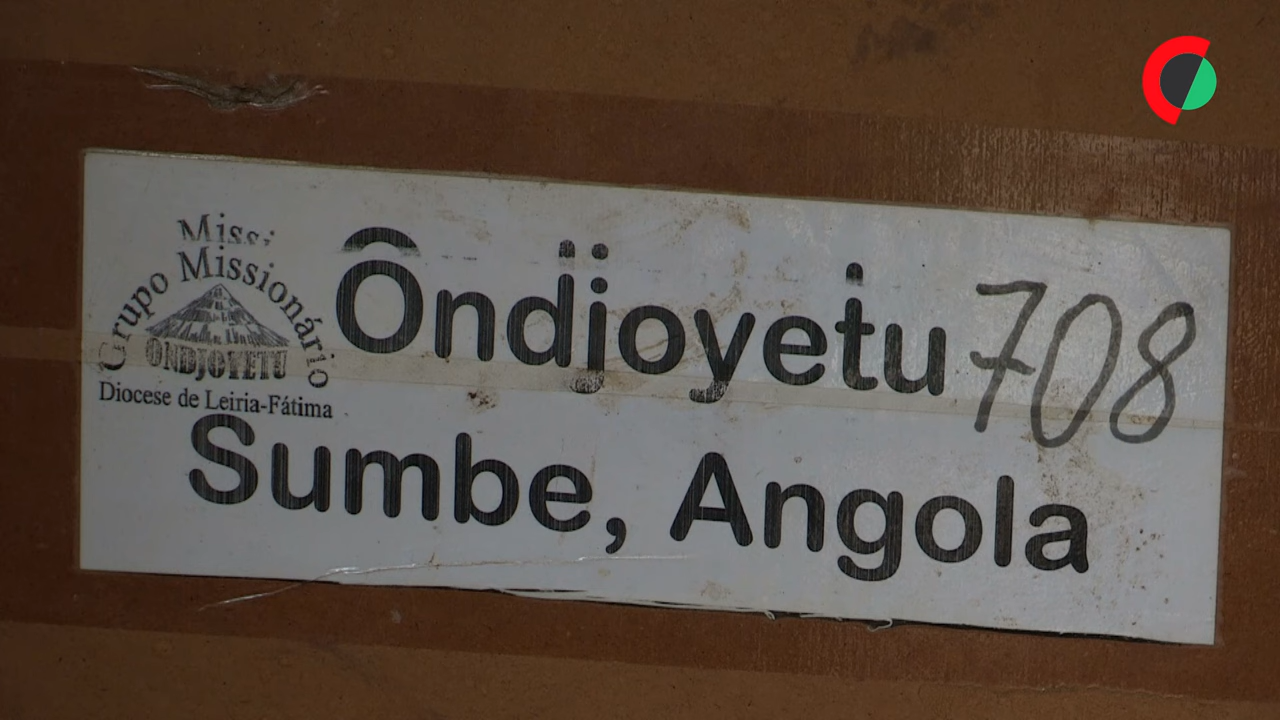 Missi
Grupo Missionário
ONDJOYETU
Diocese de Leiria-Fátima
Ôndjoyetu 708
Sumbe, Angola